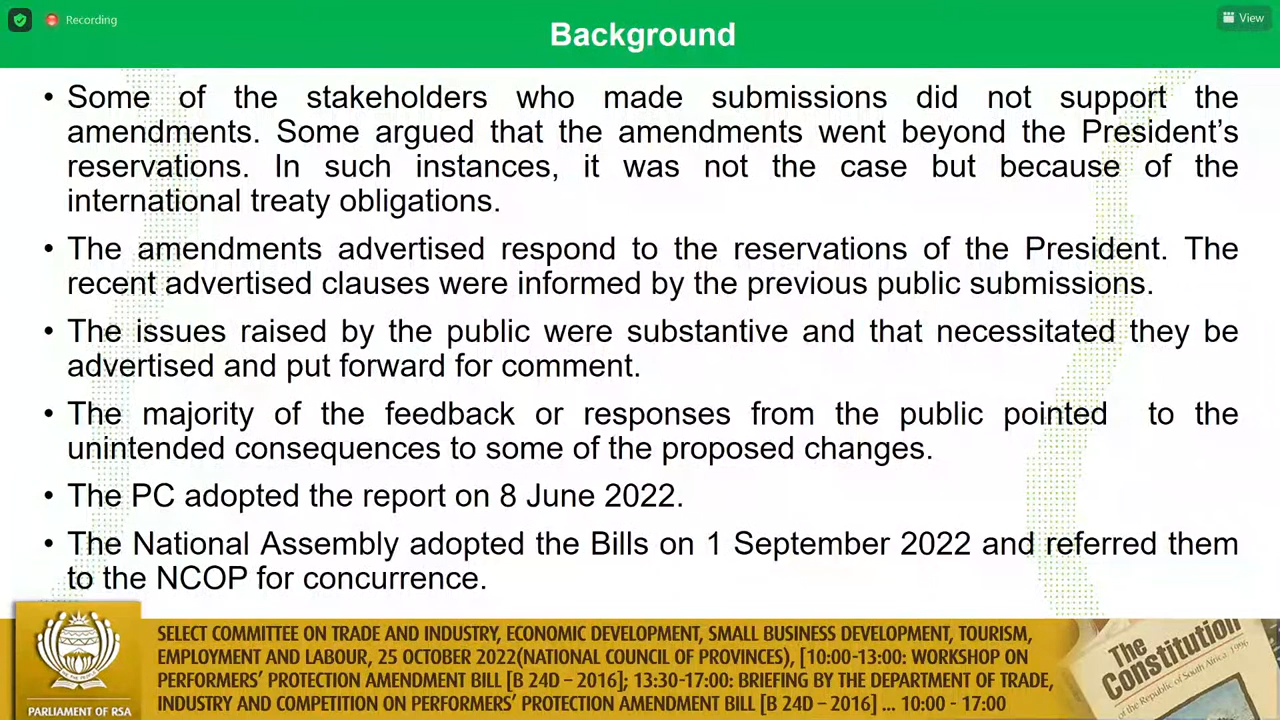 Recording
View
Background
• Some of the stakeholders who made submissions did not support the
amendments. Some argued that the amendments went beyond the President's
reservations. In such instances, it was not the case but because of the
international treaty obligations.
• The amendments advertised respond to the reservations of the President. The
recent advertised clauses were informed by the previous public submissions.
• The issues raised by the public were substantive and that necessitated they be
advertised and put forward for comment.
• The majority of the feedback or responses from the public pointed to the
unintended consequences to some of the proposed changes.
• The PC adopted the report on 8 June 2022.
• The National Assembly adopted the Bills on 1 September 2022 and referred them
to the NCOP for concurrence.
SELECT COMMITTEE ON TRADE AND INDUSTRY, ECONOMIC DEVELOPMENT, SMALL BUSINESS DEVELOPMENT, TOURISM,
EMPLOYMENT AND LABOUR, 25 OCTOBER 2022(NATIONAL COUNCIL OF PROVINCES), [10:00-13:00: WORKSHOP ON
PERFORMERS' PROTECTION AMENDMENT BILL [B 24D – 2016]; 13:30-17:00: BRIEFING BY THE DEPARTMENT OF TRADE,
INDUSTRY AND COMPETITION ON PERFORMERS' PROTECTION AMENDMENT BILL [B 24D – 2016] ... 10:00 - 17:00
PARLIAMENT OF RSA
The
Constitution
of the Republic of South Africa, 1996